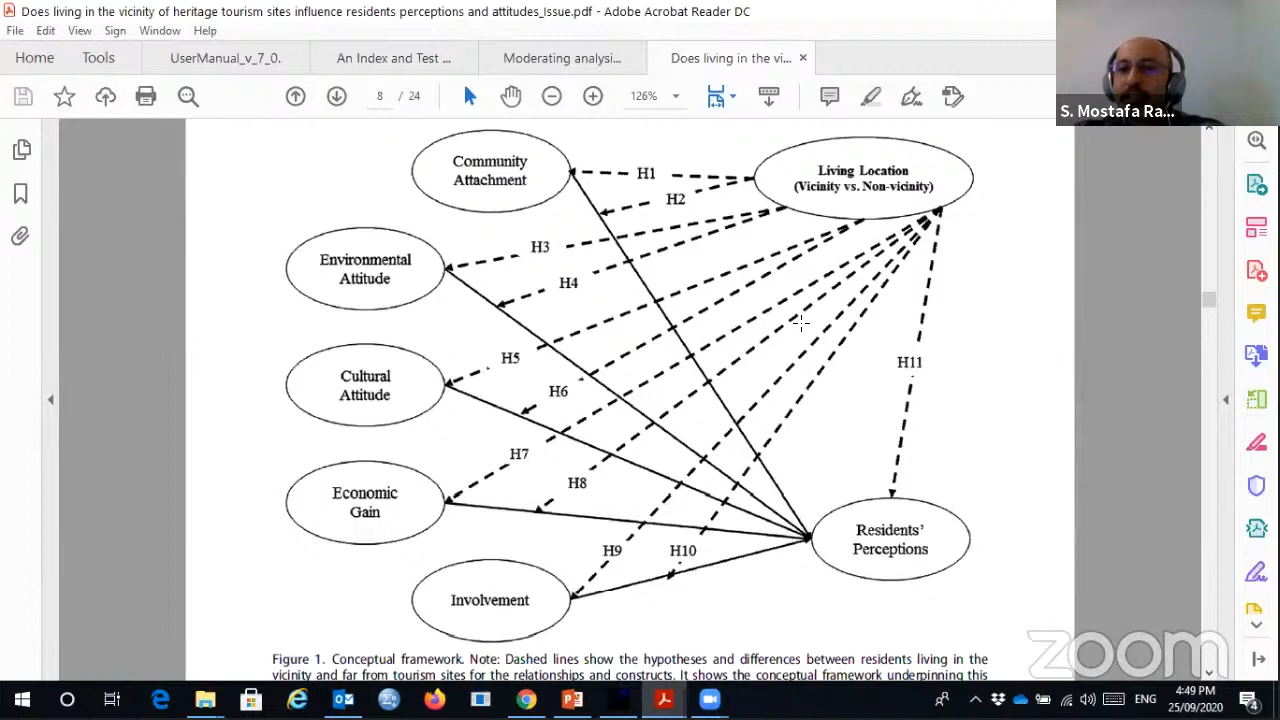 Does living in the vicinity of heritage tourism sites influence residents perceptions and attitudes_Issue.pdf - Adobe Acrobat Reader DC
File Edit View Sign Window Help
Home Tools UserManual_v_7_0. An Index and Test ... Moderating analysi... Does living in the vi... ×
8 / 24 126%
S. Mostafa Ra...
Community
Attachment
Living Location
(Vicinity vs. Non-vicinity)
H1
H2
H3
Environmental
Attitude
H4
H5
H11
Cultural
Attitude
H6
H7
H8
Economic
Gain
H9
H10
Residents’
Perceptions
Involvement
zoom
Figure 1. Conceptual framework. Note: Dashed lines show the hypotheses and differences between residents living in the
vicinity and far from tourism sites for the relationships and constructs. It shows the conceptual framework underpinning this
ENG
4:49 PM
25/09/2020
4